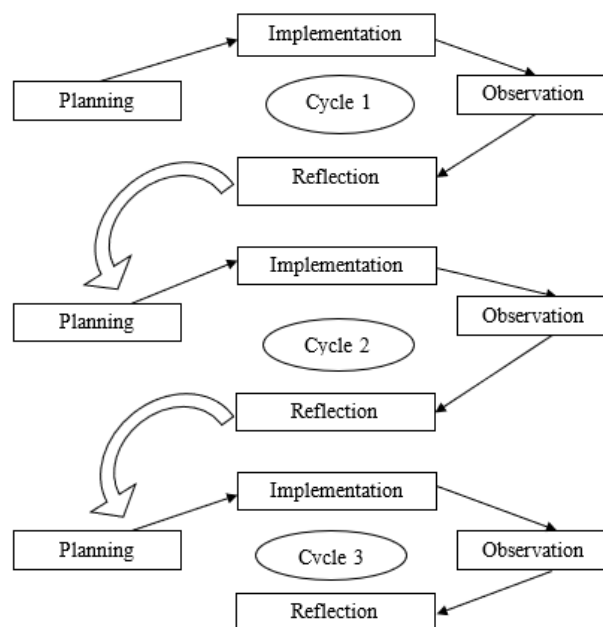 Implementation
Planning
Cycle 1
Observation
Reflection
Implementation
Planning
Cycle 2
Observation
Reflection
Implementation
Planning
Cycle 3
Observation
Reflection